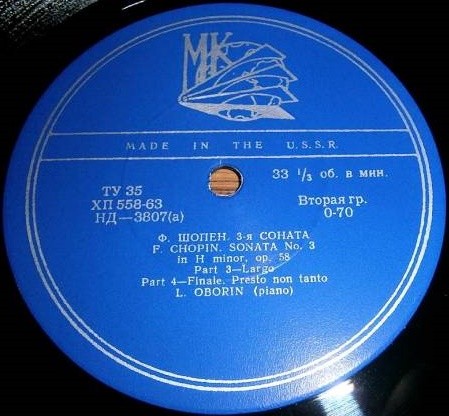 МК
MADE IN THE U.S.S.R.
ТУ 35
ХП 558-63
НД—3807(а)
33 1/3 об. в мин.
Вторая гр.
0-70
Ф. ШОПЕН. 3-я СОНАТА
F. CHOPIN. SONATA No. 3
in H minor, op. 58
Part 3—Largo
Part 4—Finale. Presto non tanto
L. OBORIN (piano)